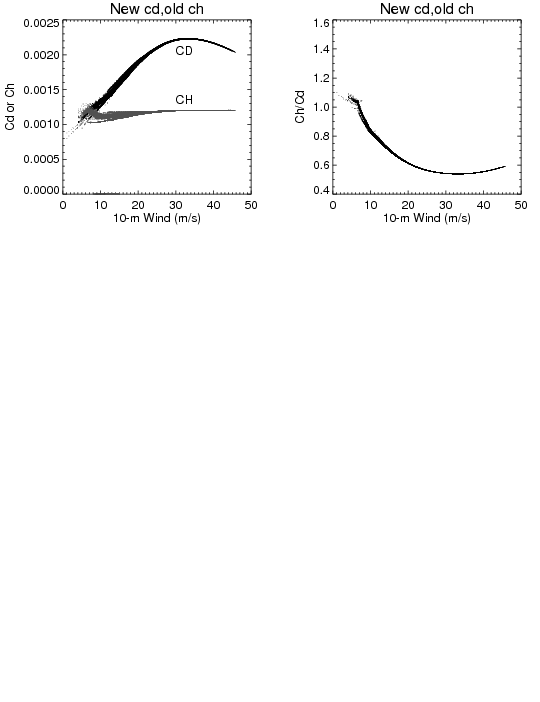 New cd,old ch
0.0025
0.0020
0.0015
0.0010
0.0005
0.0000
Cd or Ch
CD
CH
0 10 20 30 40 50
10-m Wind (m/s)
New cd,old ch
1.6
1.4
1.2
1.0
0.8
0.6
0.4
Ch/Cd
0 10 20 30 40 50
10-m Wind (m/s)